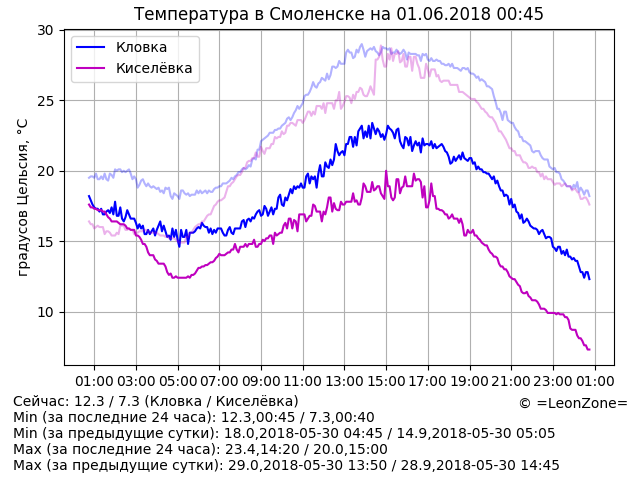 Температура в Смоленске на 01.06.2018 00:45
Кловка
Киселёвка
градусов Цельсия, °C
30
25
20
15
10
01:00 03:00 05:00 07:00 09:00 11:00 13:00 15:00 17:00 19:00 21:00 23:00 01:00
Сейчас: 12.3 / 7.3 (Кловка / Киселёвка)
© =LeonZone=
Min (за последние 24 часа): 12.3,00:45 / 7.3,00:40
Min (за предыдущие сутки): 18.0,2018-05-30 04:45 / 14.9,2018-05-30 05:05
Max (за последние 24 часа): 23.4,14:20 / 20.0,15:00
Max (за предыдущие сутки): 29.0,2018-05-30 13:50 / 28.9,2018-05-30 14:45